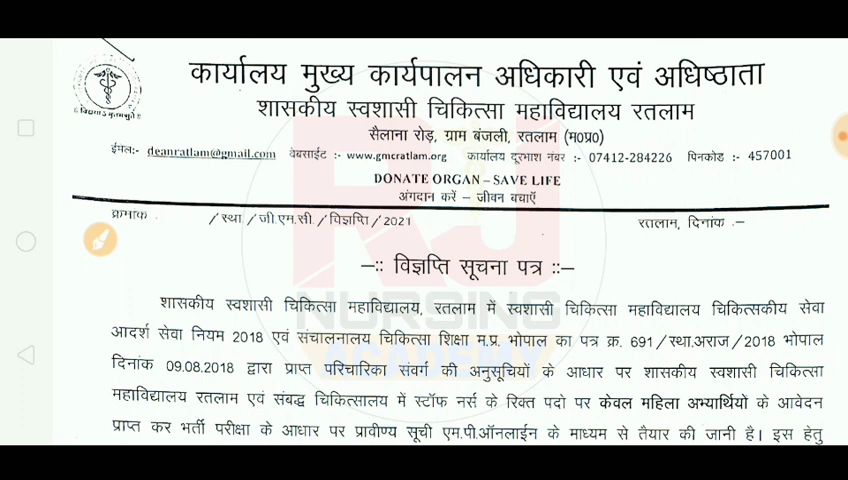 कार्यालय मुख्य कार्यपालन अधिकारी एवं अधिष्ठाता
शासकीय स्वशासी चिकित्सा महाविद्यालय रतलाम
सैलाना रोड़, ग्राम बंजली, रतलाम (म०प्र०)
ईमेलः- deanratlam@gmail.com वेबसाईट :- www.gmcratlam.org कार्यालय दूरभाश नंबर :- 07412-284226 पिनकोड :- 457001
DONATE ORGAN – SAVE LIFE
अंगदान करें – जीवन बचाऍ
क्रमांक /स्था/जी.एम.सी/विज्ञप्ति/2021 रतलाम, दिनांक .-
–:: विज्ञप्ति सूचना पत्र ::–
शासकीय स्वशासी चिकित्सा महाविद्यालय, रतलाम में स्वशासी चिकित्सा महाविद्यालय चिकित्सकीय सेवा
आदर्श सेवा नियम 2018 एवं संचालनालय चिकित्सा शिक्षा म.प्र. भोपाल का पत्र क्र. 691/स्था.अराज/2018 भोपाल
दिनांक 09.08.2018 द्वारा प्राप्त परिचारिका संवर्ग की अनुसूचियों के आधार पर शासकीय स्वशासी चिकित्सा
महाविद्यालय रतलाम एवं संबद्ध चिकित्सालय में स्टॉफ नर्स के रिक्त पदो पर केवल महिला अभ्यार्थियों के आवेदन
प्राप्त कर भर्ती परीक्षा के आधार पर प्रावीण्य सूची एम.पी.ऑनलाईन के माध्यम से तैयार की जानी है। इस हेतु
RJ
NURSING
ACADEMY